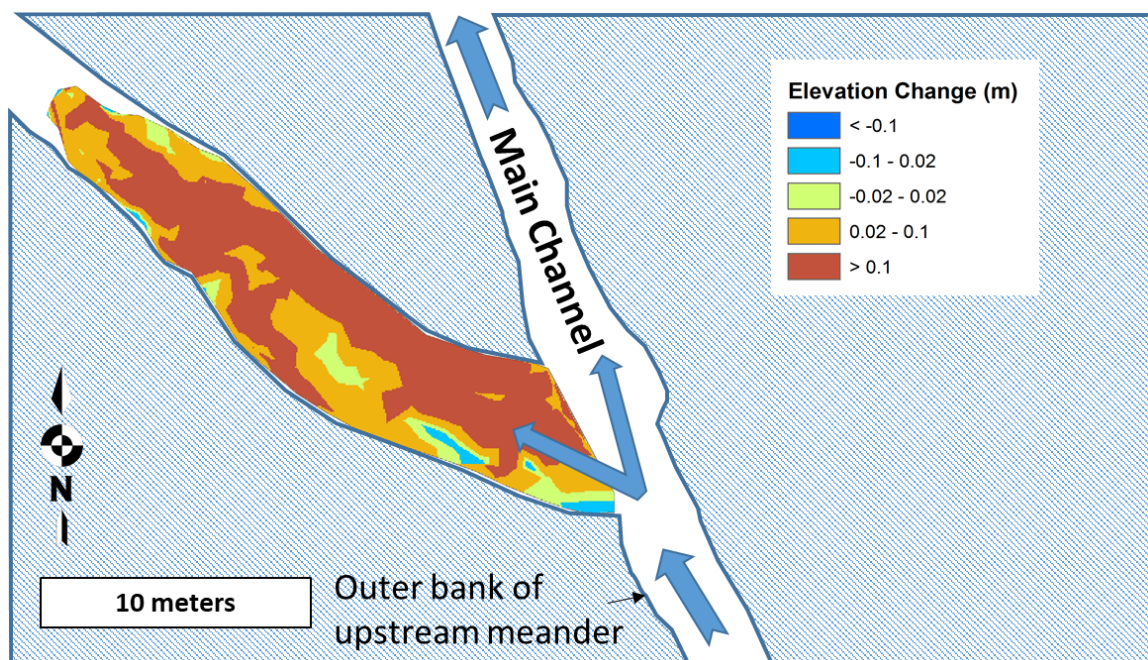 Elevation Change (m)
< -0.1
-0.1 - 0.02
-0.02 - 0.02
0.02 - 0.1
> 0.1
Main Channel
N
10 meters
Outer bank of
upstream meander